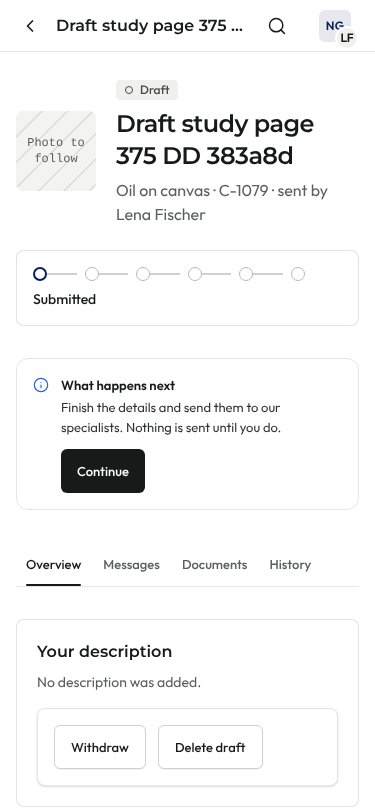 Draft study page 375 ...
NG
LF
Draft
Draft study page
375 DD 383a8d
Photo to
follow
Oil on canvas · C-1079 · sent by
Lena Fischer
Submitted
What happens next
Finish the details and send them to our
specialists. Nothing is sent until you do.
Continue
Overview Messages Documents History
Your description
No description was added.
Withdraw Delete draft